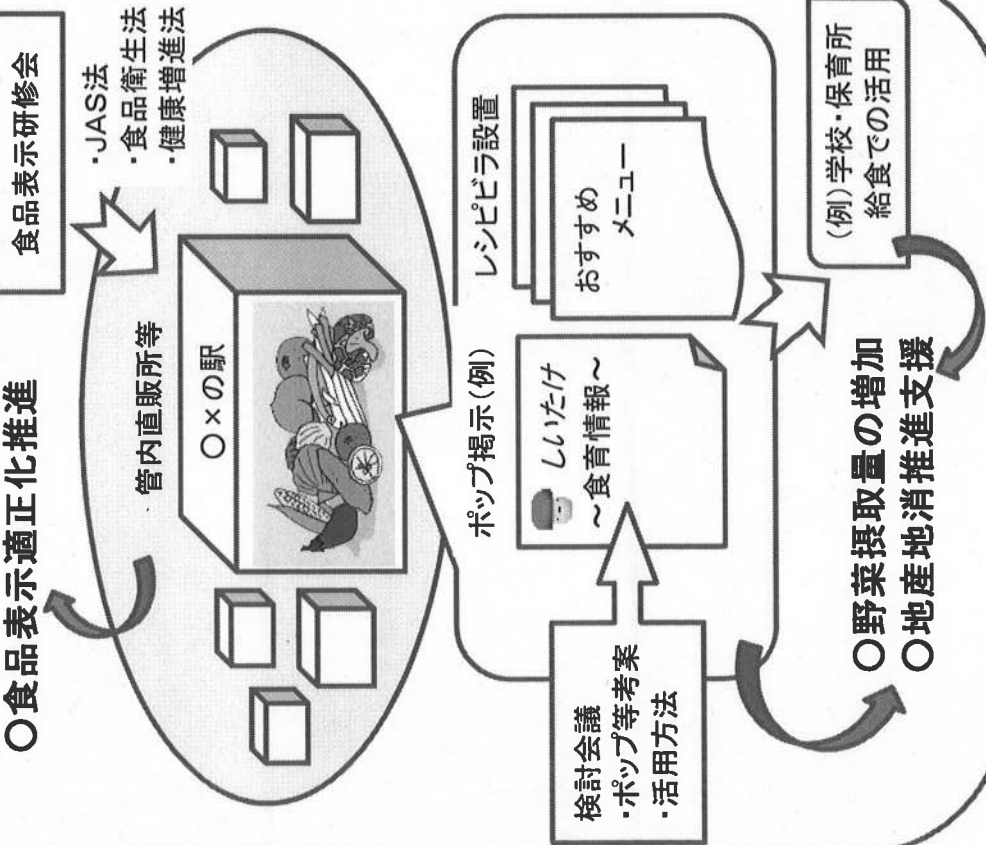 ○食品表示適正化推進
食品表示研修会
・JAS法
・食品衛生法
・健康増進法
管内直販所等
○×の駅
ポップ掲示(例)
レシピビラ設置
しいたけ
~食育情報~
おすすめ
メニュー
検討会議
・ポップ等考案
・活用方法
(例)学校・保育所
給食での活用
○野菜摂取量の増加
○地産地消推進支援